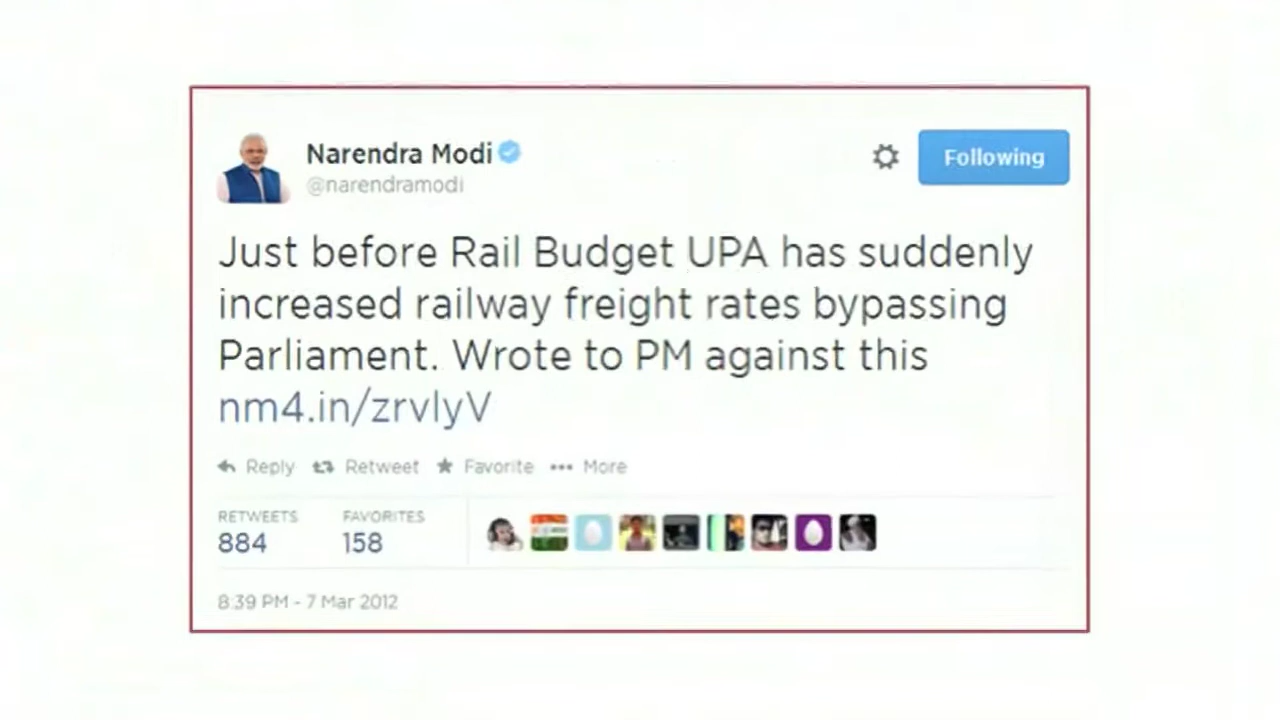 Narendra Modi
@narendramodi
Following
Just before Rail Budget UPA has suddenly
increased railway freight rates bypassing
Parliament. Wrote to PM against this
nm4.in/zrvlyV
Reply Retweet Favorite More
RETWEETS FAVORITES
884 158
8:39 PM - 7 Mar 2012